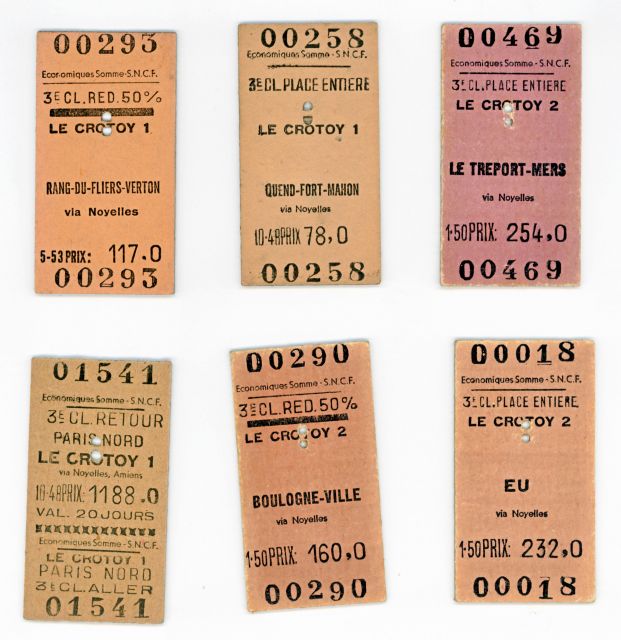 00293
Economiques Somme-S.N.C.F.
3E CL.RED.50%
LE CROTOY 1
RANG-DU-FLIERS-VERTON
via Noyelles
5-53 PRIX: 117.0
00293
00258
Economiques Somme-S.N.C.F.
3E CL.PLACE ENTIERE
LE CROTOY 1
QUEND-FORT-MAHON
via Noyelles
10-48 PRIX 78,0
00258
00469
Economiques Somme-S.N.C.F.
3E CL.PLACE ENTIERE
LE CROTOY 2
LE TREPORT-MERS
via Noyelles
1-50 PRIX: 254,0
00469
01541
Economiques Somme-S.N.C.F.
3E CL.RETOUR
PARIS NORD
LE CROTOY 1
via Noyelles, Amiens
10-48 PRIX: 1188.0
VAL. 20 JOURS
Economiques Somme-S.N.C.F.
LE CROTOY 1
PARIS NORD
3E CL.ALLER
01541
00290
Economiques Somme-S.N.C.F.
3E CL.RED.50%
LE CROTOY 2
BOULOGNE-VILLE
via Noyelles
1-50 PRIX: 160,0
00290
00018
Economiques Somme-S.N.C.F.
3E CL.PLACE ENTIERE
LE CROTOY 2
EU
via Noyelles
1-50 PRIX: 232,0
00018